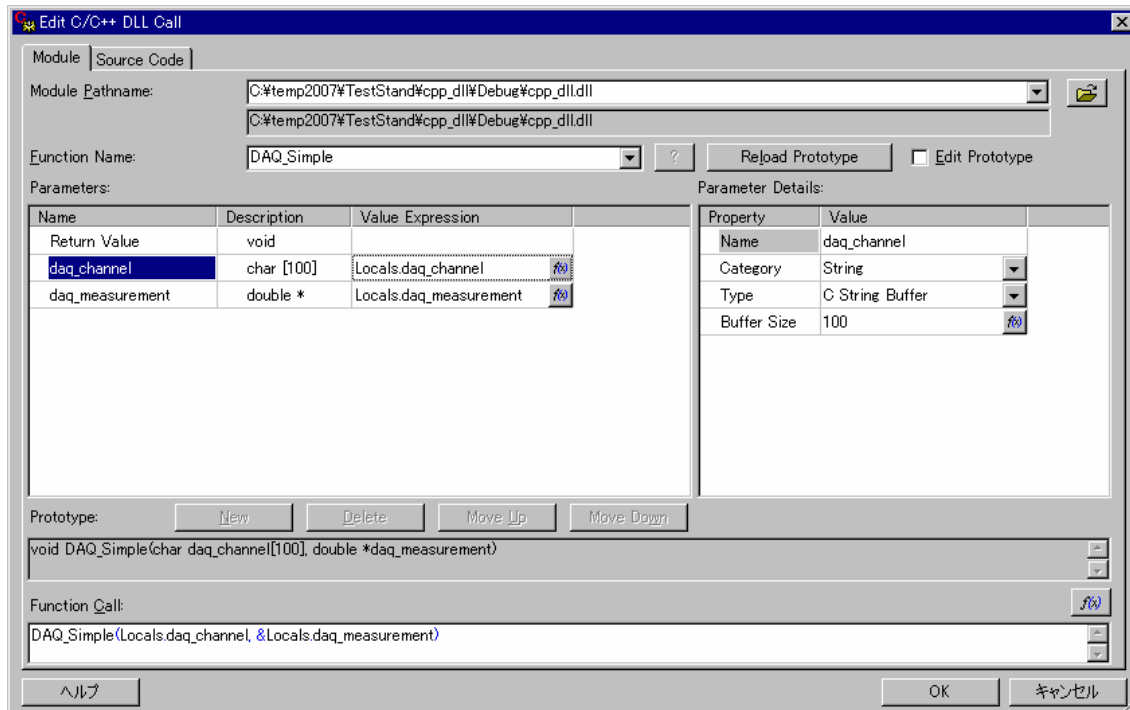 Edit C/C++ DLL Call
Module Source Code
Module Pathname: C:¥temp2007¥TestStand¥cpp_dll¥Debug¥cpp_dll.dll
C:¥temp2007¥TestStand¥cpp_dll¥Debug¥cpp_dll.dll
Function Name: DAQ_Simple ? Reload Prototype Edit Prototype
Parameters: Parameter Details:
Name Description Value Expression Property Value
Return Value void Name daq_channel
daq_channel char [100] Locals.daq_channel f(x) Category String
daq_measurement double * Locals.daq_measurement f(x) Type C String Buffer
Buffer Size 100 f(x)
Prototype: New Delete Move Up Move Down
void DAQ_Simple(char daq_channel[100], double *daq_measurement)
Function Call: f(x)
DAQ_Simple(Locals.daq_channel, &Locals.daq_measurement)
ヘルプ OK キャンセル